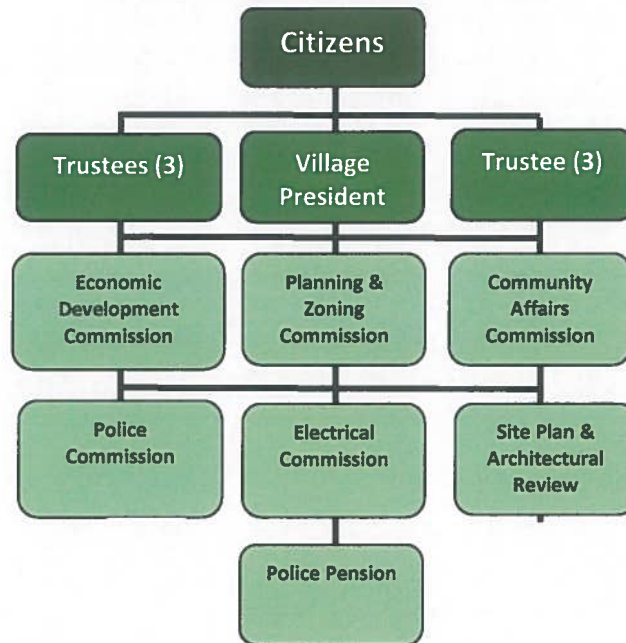 Citizens
Trustees (3)
Village
President
Trustee (3)
Economic
Development
Commission
Planning &
Zoning
Commission
Community
Affairs
Commission
Police
Commission
Electrical
Commission
Site Plan &
Architectural
Review
Police Pension